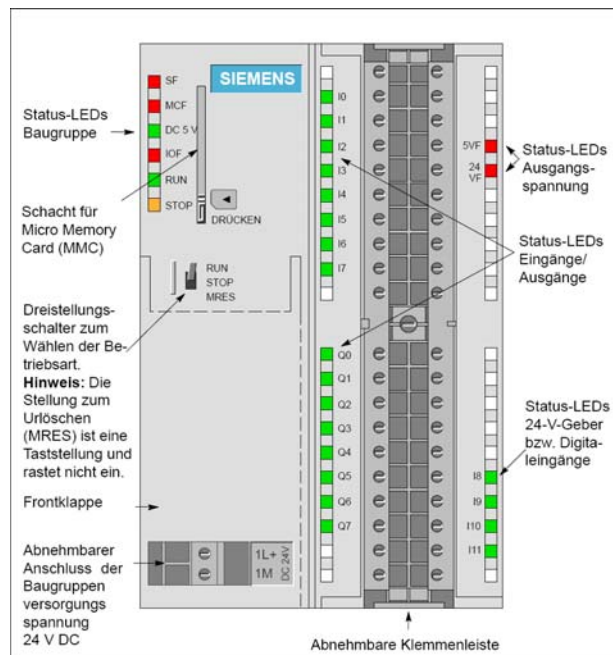 Status-LEDs
Baugruppe
Schacht für
Micro Memory
Card (MMC)
Dreistellungs-
schalter zum
Wählen der Be-
triebsart.
Hinweis: Die
Stellung zum
Urlöschen
(MRES) ist eine
Taststellung und
rastet nicht ein.
Frontklappe
Abnehmbarer
Anschluss der
Baugruppen
versorgungs
spannung
24 V DC
SF
MCF
DC 5 V
IOF
RUN
STOP
SIEMENS
DRÜCKEN
RUN
STOP
MRES
1L+
1M
DC 24V
I0
I1
I2
I3
I4
I5
I6
I7
Q0
Q1
Q2
Q3
Q4
Q5
Q6
Q7
5VF
24
VF
I8
I9
I10
I11
Status-LEDs
Ausgangs-
spannung
Status-LEDs
Eingänge/
Ausgänge
Status-LEDs
24-V-Geber
bzw. Digita-
leingänge
Abnehmbare Klemmenleiste